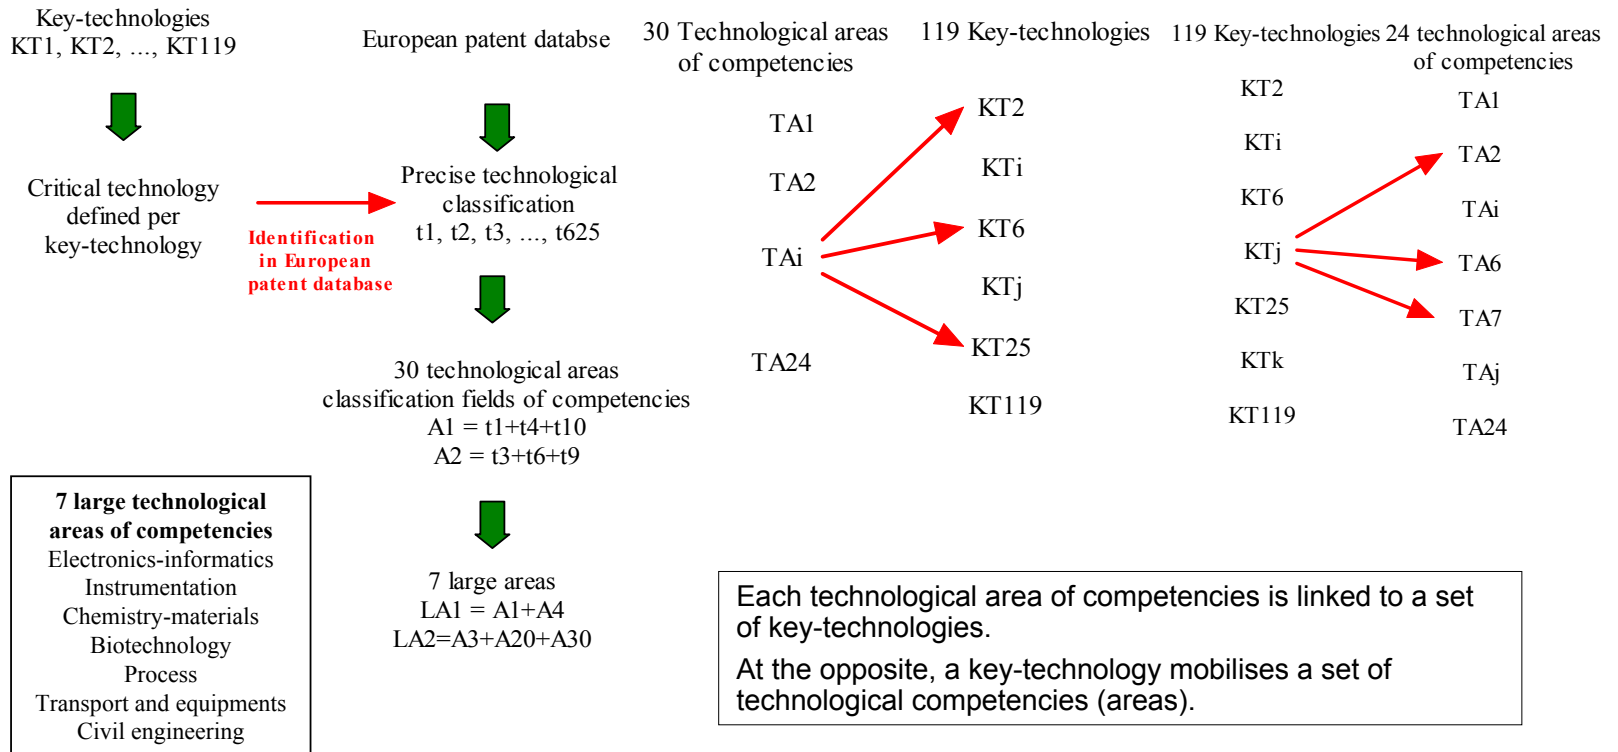 Key-technologies
KT1, KT2, ..., KT119
Critical technology
defined per
key-technology
Identification
in European
patent database
European patent databse
Precise technological
classification
t1, t2, t3, ..., t625
30 technological areas
classification fields of competencies
A1 = t1+t4+t10
A2 = t3+t6+t9
7 large areas
LA1 = A1+A4
LA2=A3+A20+A30
7 large technological
areas of competencies
Electronics-informatics
Instrumentation
Chemistry-materials
Biotechnology
Process
Transport and equipments
Civil engineering
30 Technological areas
of competencies
TA1
TA2
TAi
TA24
119 Key-technologies
KT2
KTi
KT6
KTj
KT25
KT119
119 Key-technologies
KT2
KTi
KT6
KTj
KT25
KTk
KT119
24 technological areas
of competencies
TA1
TA2
TAi
TA6
TA7
TAj
TA24
Each technological area of competencies is linked to a set
of key-technologies.
At the opposite, a key-technology mobilises a set of
technological competencies (areas).